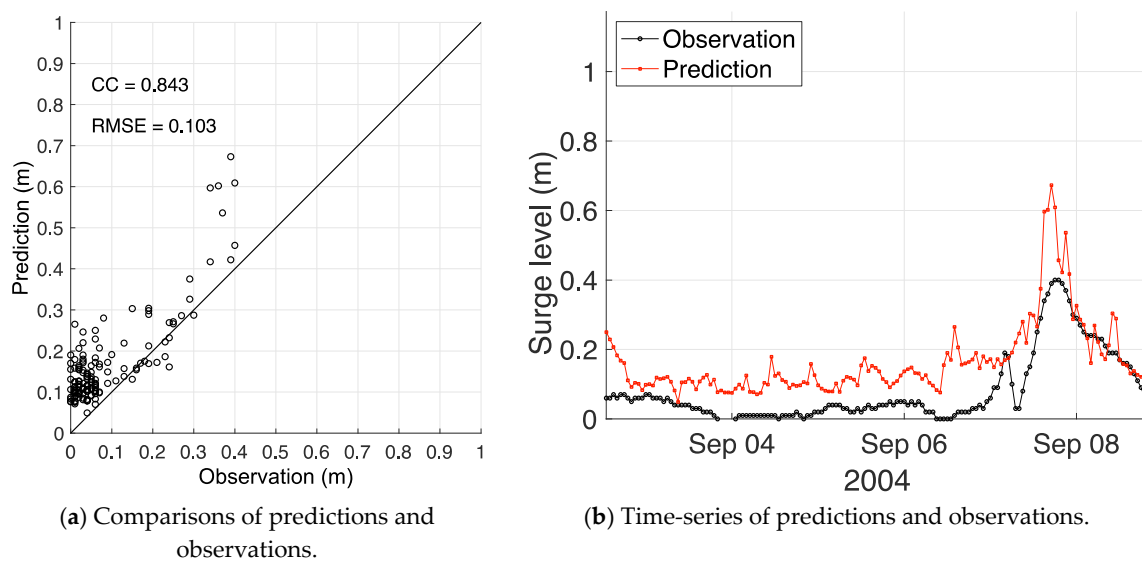 1
0.9
0.8
0.7
0.6
0.5
0.4
0.3
0.2
0.1
0
Prediction (m)
CC = 0.843
RMSE = 0.103
0 0.1 0.2 0.3 0.4 0.5 0.6 0.7 0.8 0.9 1
Observation (m)
(a) Comparisons of predictions and
observations.
Observation
Prediction
1
0.8
0.6
0.4
0.2
0
Surge level (m)
Sep 04 Sep 06 Sep 08
2004
(b) Time-series of predictions and observations.